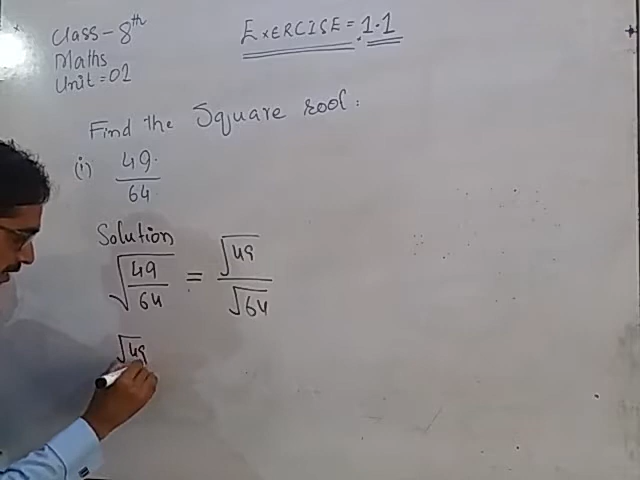 Class - 8th
Maths
Unit = 01
EXERCISE = 1.1
Find the Square root:
(i) 49/64
Solution
√49/64 = √49/√64
√49